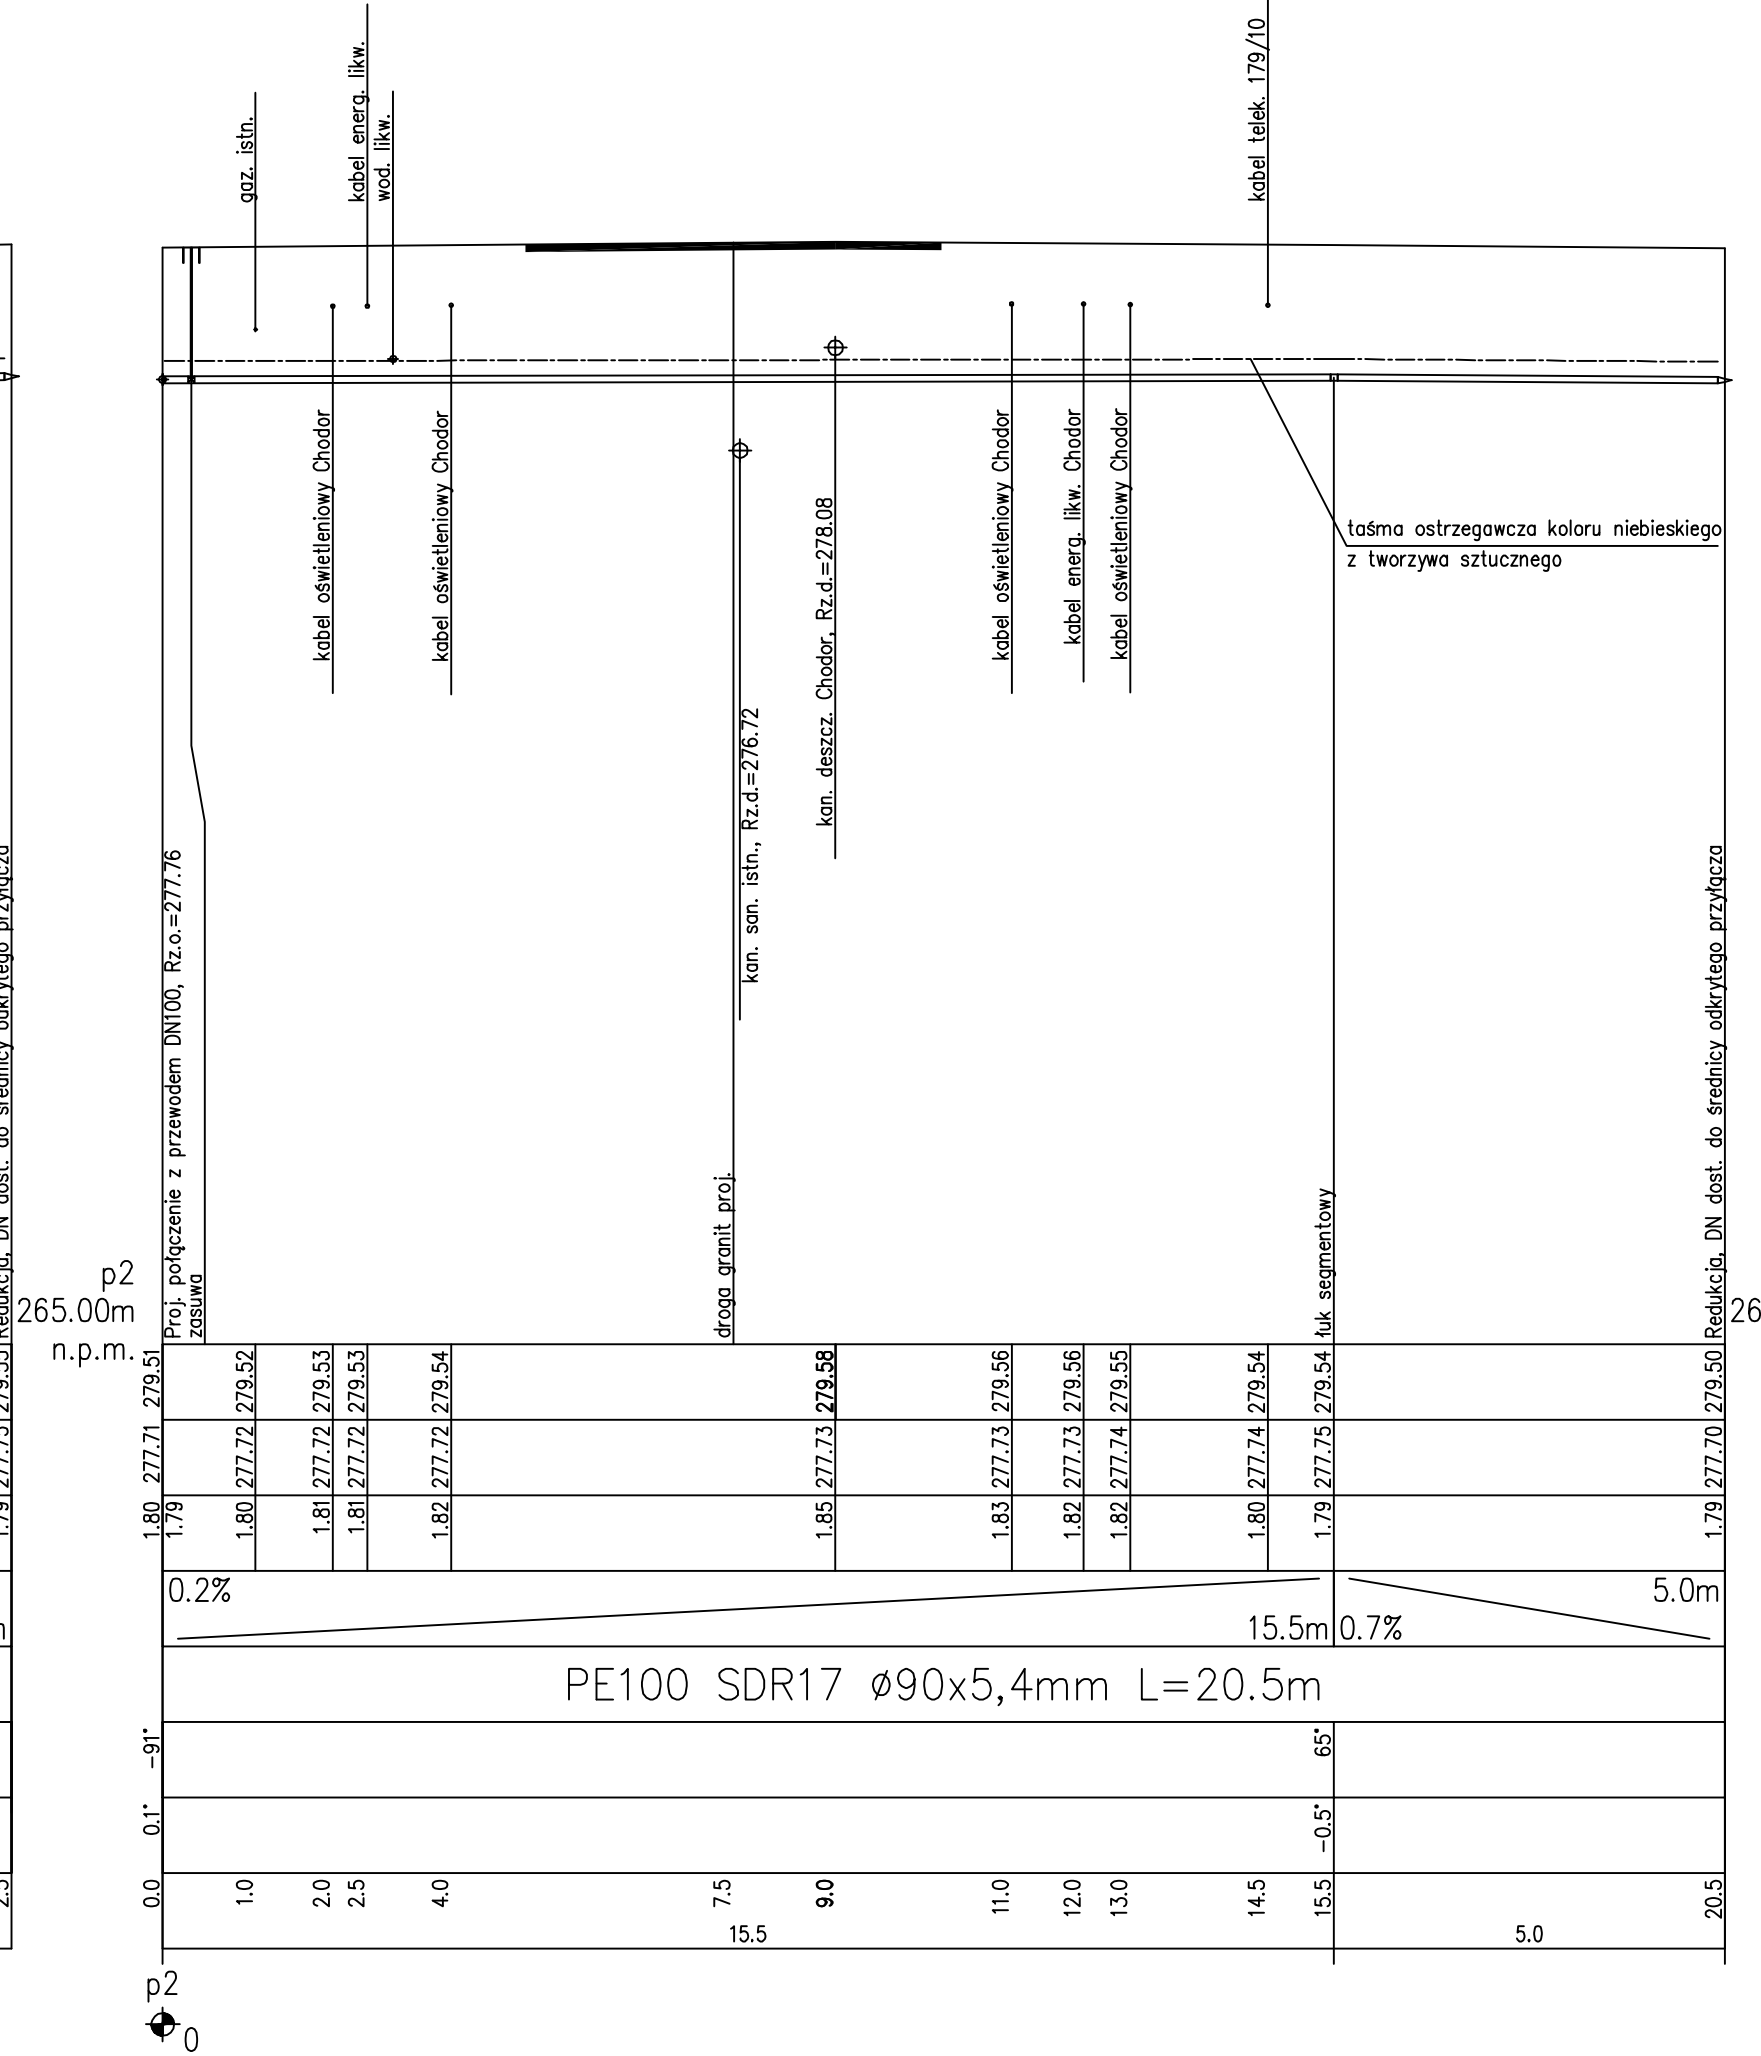 gaz. istn.
kabel energ. likw.
wod. likw.
kabel telek. 179/10
kabel oświetleniowy Chodor
kabel oświetleniowy Chodor
kan. san. istn., Rz.d.=276.72
kan. deszcz. Chodor, Rz.d.=278.08
kabel oświetleniowy Chodor
kabel energ. likw. Chodor
kabel oświetleniowy Chodor
taśma ostrzegawcza koloru niebieskiego
z tworzywa sztucznego
Redukcja, DN dost. do średnicy odkrytego przyłącza
Proj. połączenie z przewodem DN100, Rz.o.=277.76
zasuwa
droga granit proj.
łuk segmentowy
Redukcja, DN dost. do średnicy odkrytego przyłącza
p2
265.00m
n.p.m.
26
279.51 279.52 279.53 279.53 279.54 279.58 279.56 279.56 279.55 279.54 279.54 279.50
277.71 277.72 277.72 277.72 277.72 277.73 277.73 277.73 277.74 277.74 277.75 277.70
1.80 1.79 1.80 1.81 1.81 1.82 1.85 1.83 1.82 1.82 1.80 1.79 1.79
0.2% 5.0m
15.5m 0.7%
PE100 SDR17 ø90x5,4mm L=20.5m
-91° 65°
0.1° -0.5°
2.5 0.0 1.0 2.0 2.5 4.0 7.5 9.0 11.0 12.0 13.0 14.5 15.5 20.5
15.5 5.0
p2
0